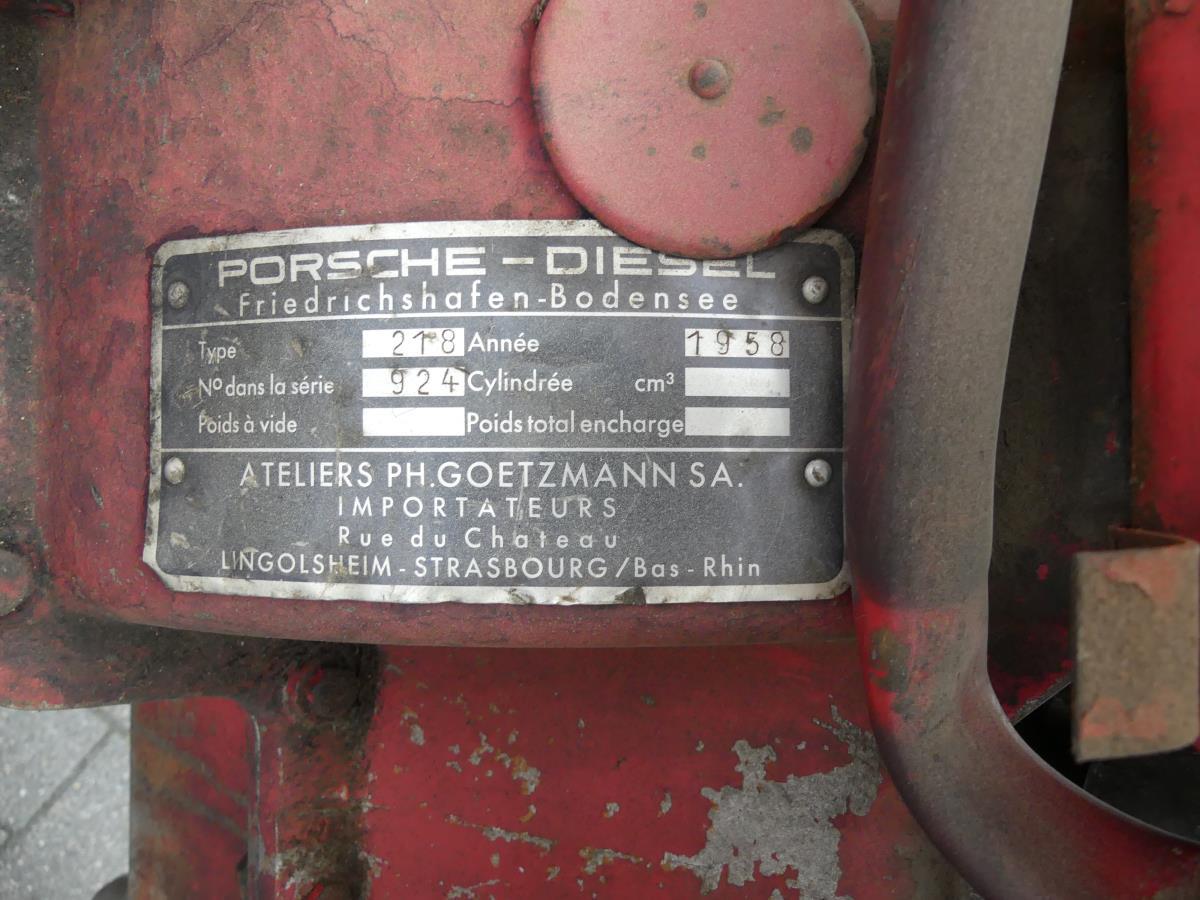 PORSCHE-DIESEL
Friedrichshafen-Bodensee
Type 218 Année 1958
No dans la série 924 Cylindrée cm³
Poids à vide Poids total encharge
ATELIERS PH.GOETZMANN SA.
IMPORTATEURS
Rue du Chateau
LINGOLSHEIM-STRASBOURG/Bas-Rhin